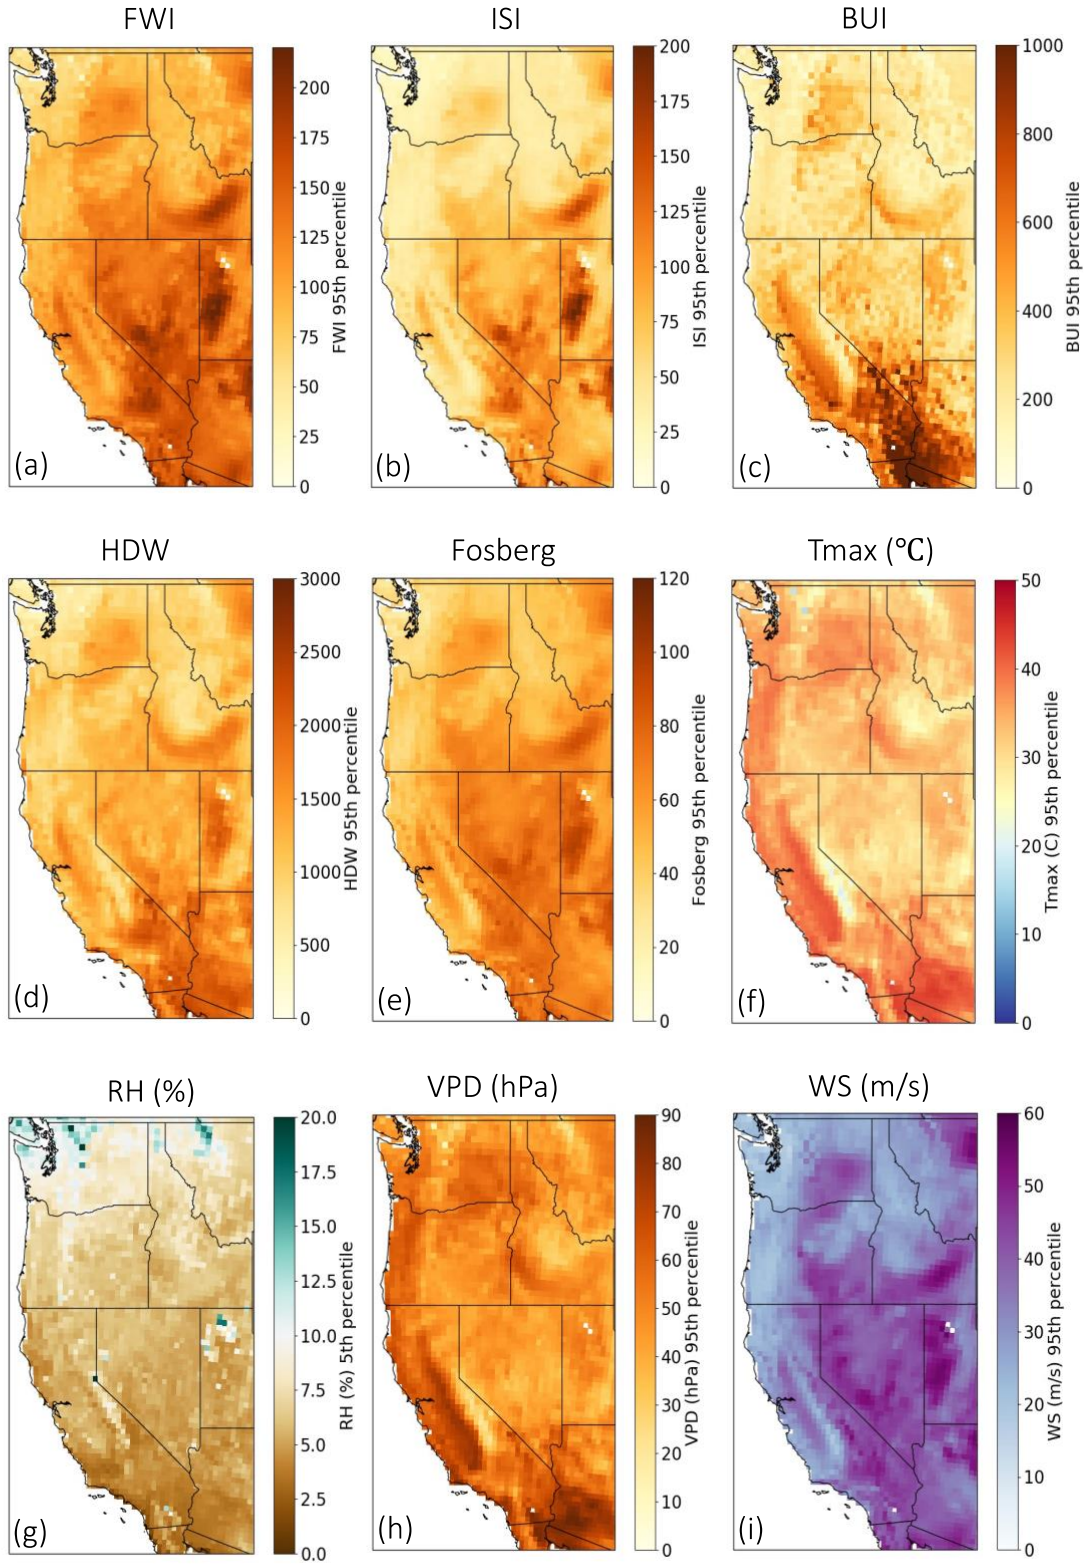 FWI
ISI
BUI
200
175
150
125
100
75
50
25
0
FWI 95th percentile
(a)
200
175
150
125
100
75
50
25
0
ISI 95th percentile
(b)
1000
800
600
400
200
0
BUI 95th percentile
(c)
HDW
Fosberg
Tmax (℃)
3000
2500
2000
1500
1000
500
0
HDW 95th percentile
(d)
120
100
80
60
40
20
0
Fosberg 95th percentile
(e)
50
40
30
20
10
0
Tmax (C) 95th percentile
(f)
RH (%)
VPD (hPa)
WS (m/s)
20.0
17.5
15.0
12.5
10.0
7.5
5.0
2.5
0.0
RH (%) 5th percentile
(g)
90
80
70
60
50
40
30
20
10
0
VPD (hPa) 95th percentile
(h)
60
50
40
30
20
10
0
WS (m/s) 95th percentile
(i)